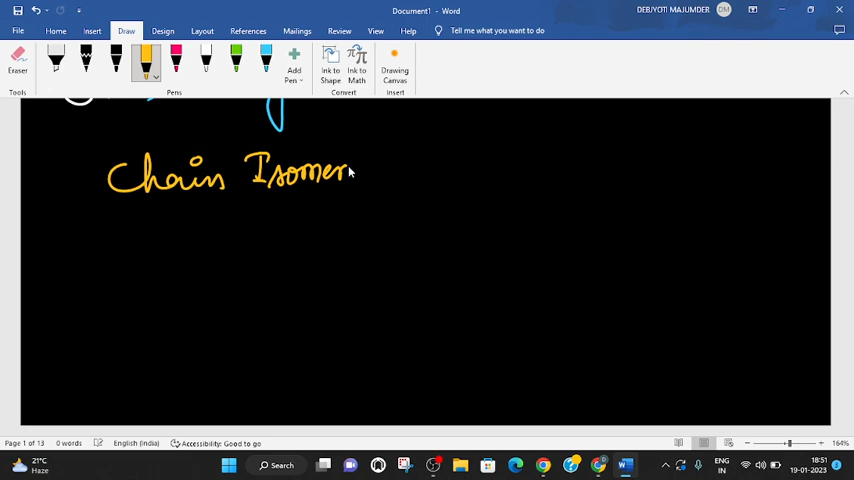 Document1 - Word
DEBJYOTI MAJUMDER DM
File Home Insert Draw Design Layout References Mailings Review View Help Tell me what you want to do
Eraser
Add Pen
Ink to Shape
Ink to Math
Drawing Canvas
Tools Pens Convert Insert
Chain Isomer
Page 1 of 13 0 words English (India) Accessibility: Good to go 164%
21°C
Haze
Search
ENG
IN
18:51
19-01-2023